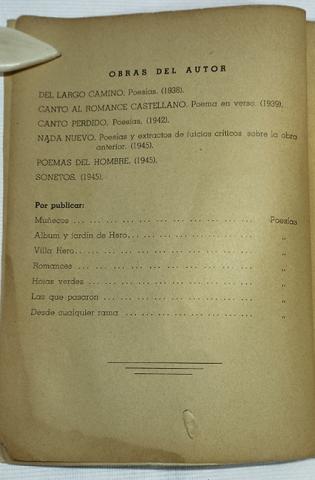 OBRAS DEL AUTOR
DEL LARGO CAMINO. Poesías. (1938).
CANTO AL ROMANCE CASTELLANO. Poema en verso. (1939).
CANTO PERDIDO. Poesías. (1942).
NADA NUEVO. Poesías y extractos de juicios críticos sobre la obra
anterior. (1945).
POEMAS DEL HOMBRE. (1945).
SONETOS. (1945).
Por publicar:
Muñecos ... ... ... ... ... ... ... ... ... Poesías
Album y jardín de Hero... ... ... ... ... ... ... „
Villa Hero... ... ... ... ... ... ... ... ... „
Romances ... ... ... ... ... ... ... ... ... „
Hojas verdes ... ... ... ... ... ... ... ... „
Las que pasaron ... ... ... ... ... ... ... „
Desde cualquier rama ... ... ... ... ... ... „